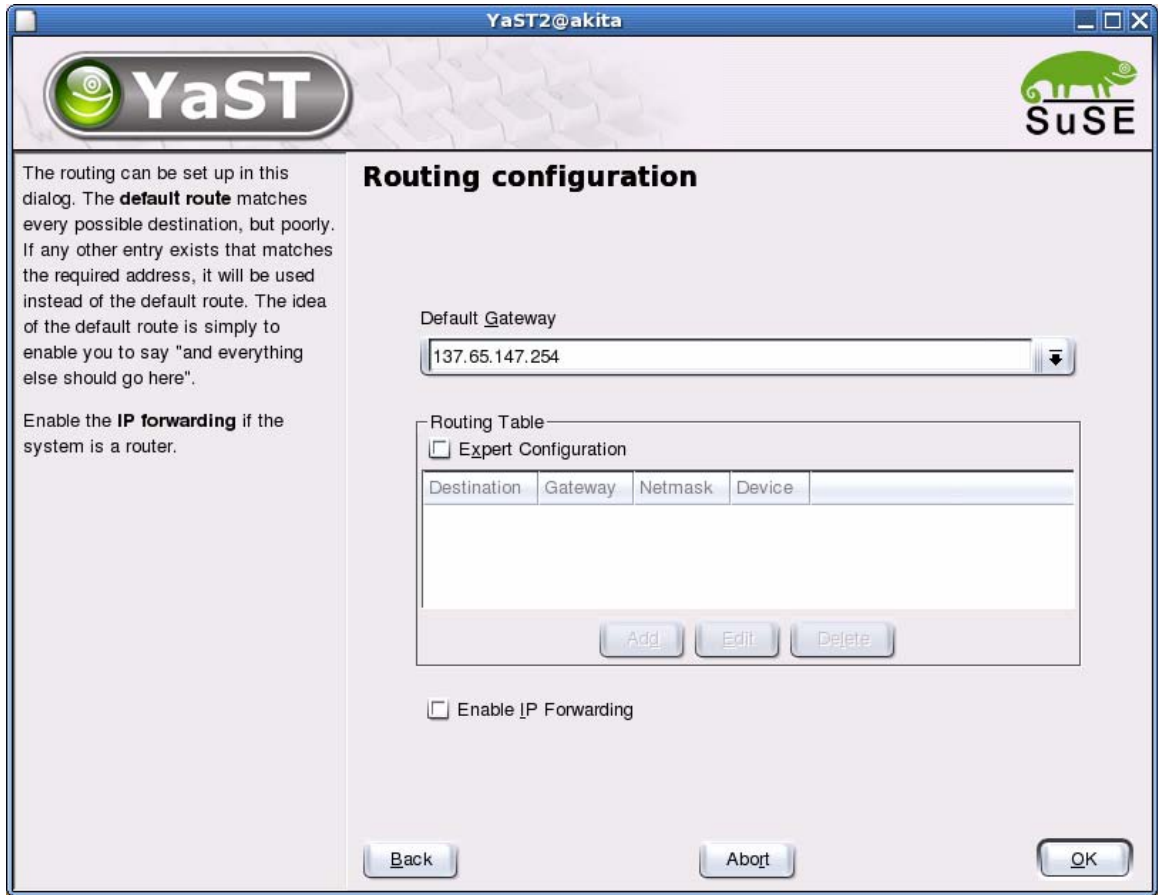 YaST2@akita
YaST
SuSE
The routing can be set up in this
dialog. The default route matches
every possible destination, but poorly.
If any other entry exists that matches
the required address, it will be used
instead of the default route. The idea
of the default route is simply to
enable you to say "and everything
else should go here".
Enable the IP forwarding if the
system is a router.
Routing configuration
Default Gateway
137.65.147.254
Routing Table
Expert Configuration
Destination Gateway Netmask Device
Add Edit Delete
Enable IP Forwarding
Back Abort OK